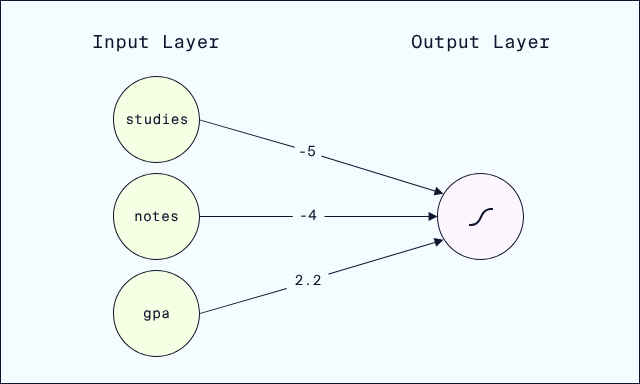 Input Layer
Output Layer
studies
-5
notes
-4
2.2
gpa